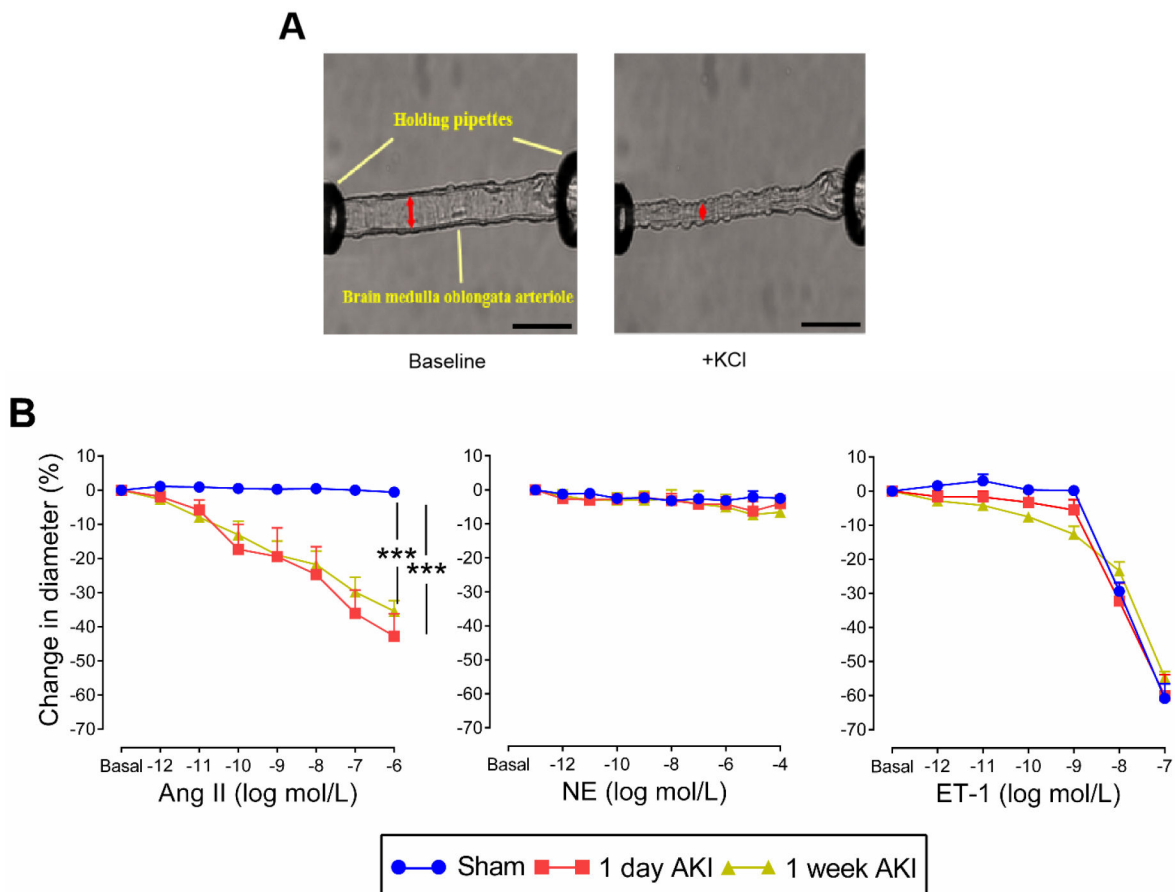 A
Holding pipettes
Brain medulla oblongata arteriole
Baseline
+KCl
B
Change in diameter (%)
10
0
-10
-20
-30
-40
-50
-60
-70
***
***
Basal -12 -11 -10 -9 -8 -7 -6
Ang II (log mol/L)
10
0
-10
-20
-30
-40
-50
-60
-70
Basal -12 -10 -8 -6 -4
NE (log mol/L)
10
0
-10
-20
-30
-40
-50
-60
-70
Basal -12 -11 -10 -9 -8 -7
ET-1 (log mol/L)
Sham 1 day AKI 1 week AKI